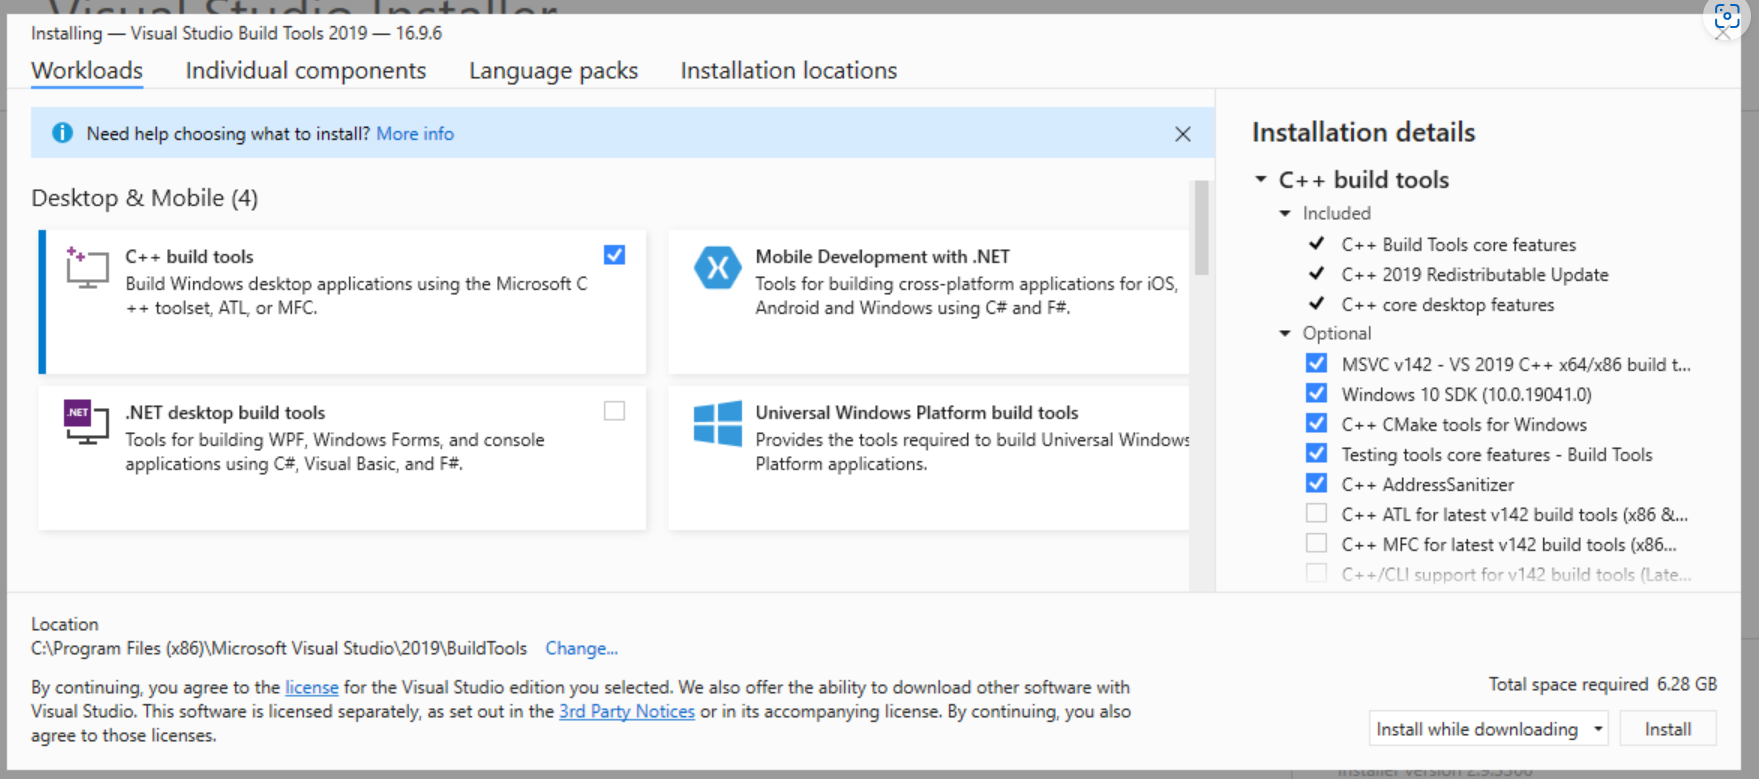 Visual Studio Installer
Installing — Visual Studio Build Tools 2019 — 16.9.6
Workloads
Individual components
Language packs
Installation locations
Need help choosing what to install? More info
Desktop & Mobile (4)
C++ build tools
Build Windows desktop applications using the Microsoft C
++ toolset, ATL, or MFC.
Mobile Development with .NET
Tools for building cross-platform applications for iOS,
Android and Windows using C# and F#.
.NET
.NET desktop build tools
Tools for building WPF, Windows Forms, and console
applications using C#, Visual Basic, and F#.
Universal Windows Platform build tools
Provides the tools required to build Universal Windows
Platform applications.
Installation details
C++ build tools
Included
C++ Build Tools core features
C++ 2019 Redistributable Update
C++ core desktop features
Optional
MSVC v142 - VS 2019 C++ x64/x86 build t...
Windows 10 SDK (10.0.19041.0)
C++ CMake tools for Windows
Testing tools core features - Build Tools
C++ AddressSanitizer
C++ ATL for latest v142 build tools (x86 &...
C++ MFC for latest v142 build tools (x86...
C++/CLI support for v142 build tools (Late...
Location
C:\Program Files (x86)\Microsoft Visual Studio\2019\BuildTools Change...
By continuing, you agree to the license for the Visual Studio edition you selected. We also offer the ability to download other software with
Visual Studio. This software is licensed separately, as set out in the 3rd Party Notices or in its accompanying license. By continuing, you also
agree to those licenses.
Total space required 6.28 GB
Install while downloading
Install
Installer version